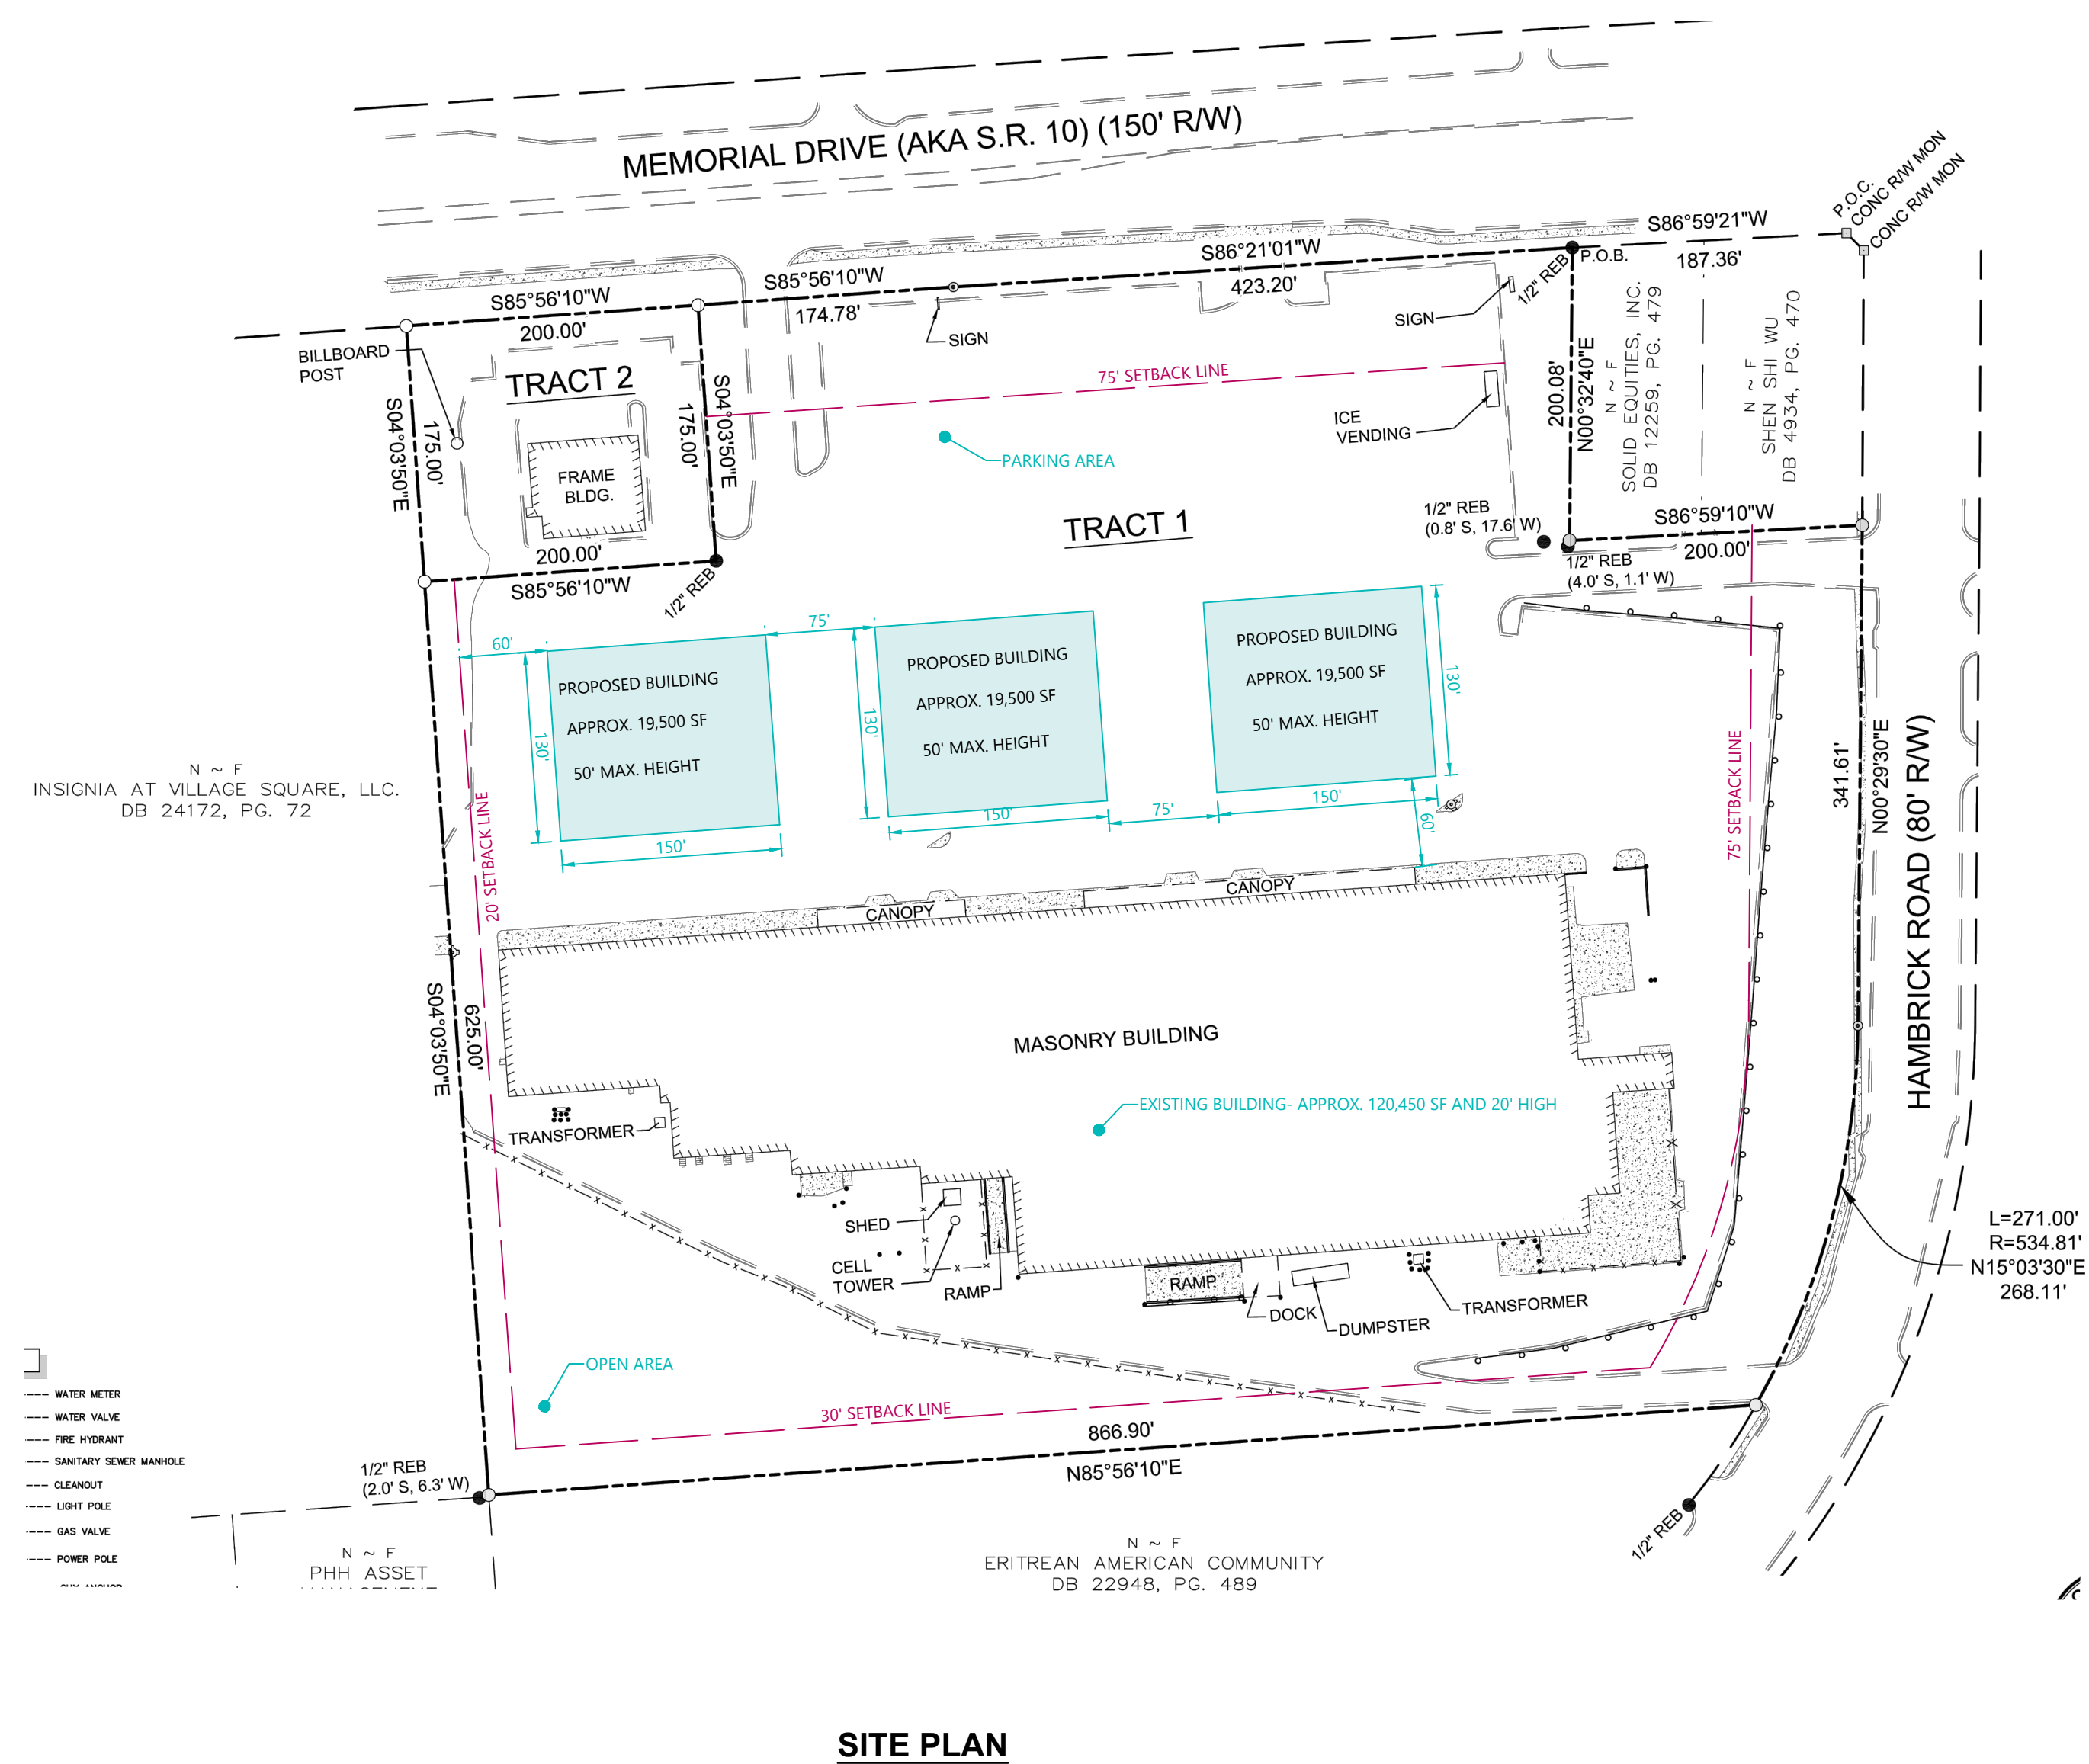 MEMORIAL DRIVE (AKA S.R. 10) (150' R/W)
P.O.C.
CONC R/W MON
CONC R/W MON
S86°59'21"W
187.36'
S86°21'01"W
423.20'
1/2" REB
P.O.B.
S85°56'10"W
174.78'
S85°56'10"W
200.00'
SIGN
SIGN
BILLBOARD
POST
TRACT 2
S04°03'50"E
175.00'
175.00'
S04°03'50"E
FRAME
BLDG.
200.00'
S85°56'10"W
1/2" REB
75' SETBACK LINE
ICE
VENDING
PARKING AREA
TRACT 1
200.08'
N00°32'40"E
N ~ F
SOLID EQUITIES, INC.
DB 12259, PG. 479
N ~ F
SHEN SHI WU
DB 4934, PG. 470
1/2" REB
(0.8' S, 17.6' W)
S86°59'10"W
200.00'
1/2" REB
(4.0' S, 1.1' W)
60'
75'
PROPOSED BUILDING
APPROX. 19,500 SF
50' MAX. HEIGHT
130'
150'
PROPOSED BUILDING
APPROX. 19,500 SF
50' MAX. HEIGHT
130'
150'
75'
PROPOSED BUILDING
APPROX. 19,500 SF
50' MAX. HEIGHT
130'
150'
60'
N ~ F
INSIGNIA AT VILLAGE SQUARE, LLC.
DB 24172, PG. 72
20' SETBACK LINE
75' SETBACK LINE
341.61'
N00°29'30"E
HAMBRICK ROAD (80' R/W)
CANOPY
CANOPY
S04°03'50"E
625.00'
MASONRY BUILDING
EXISTING BUILDING- APPROX. 120,450 SF AND 20' HIGH
TRANSFORMER
SHED
CELL
TOWER
RAMP
RAMP
DOCK
DUMPSTER
TRANSFORMER
L=271.00'
R=534.81'
N15°03'30"E
268.11'
OPEN AREA
30' SETBACK LINE
866.90'
N85°56'10"E
WATER METER
WATER VALVE
FIRE HYDRANT
SANITARY SEWER MANHOLE
CLEANOUT
LIGHT POLE
GAS VALVE
POWER POLE
1/2" REB
(2.0' S, 6.3' W)
N ~ F
PHH ASSET
N ~ F
ERITREAN AMERICAN COMMUNITY
DB 22948, PG. 489
1/2" REB
SITE PLAN